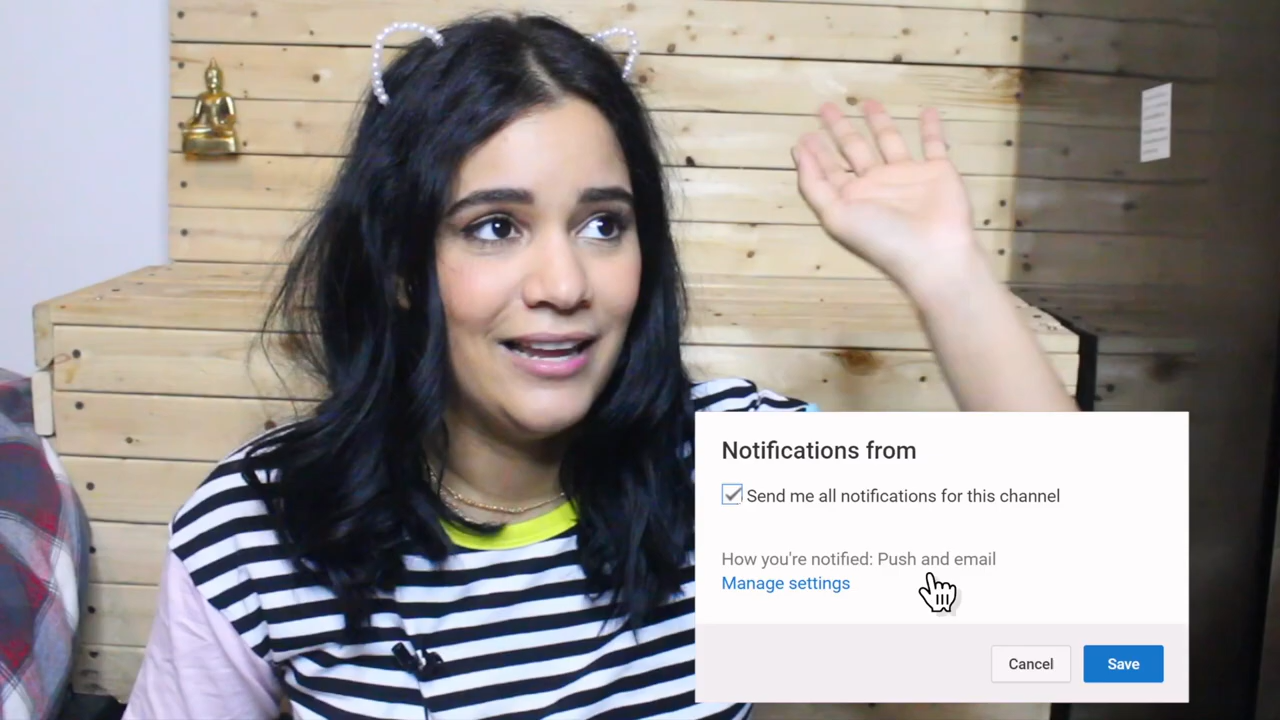 Notifications from
Send me all notifications for this channel
How you're notified: Push and email
Manage settings
Cancel
Save